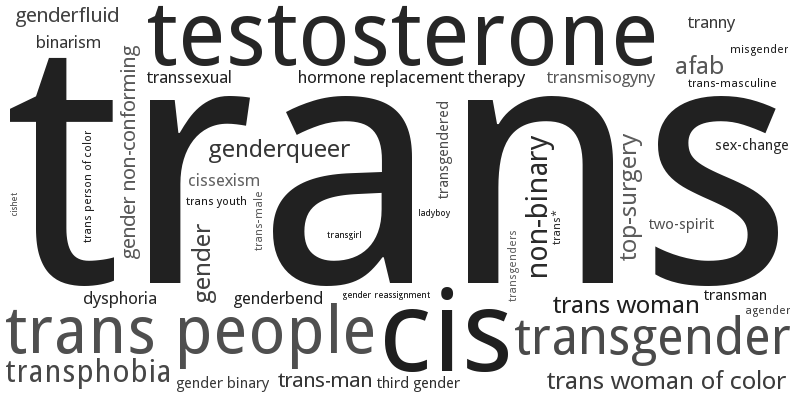 genderfluid
testosterone
tranny
binarism
misgender
afab
transsexual
hormone replacement therapy
transmisogyny
trans-masculine
trans
gender non-conforming
trans person of color
cishet
genderqueer
cissexism
trans youth
trans-male
gender
transgirl
transgendered
ladyboy
non-binary
trans*
transgenders
top-surgery
sex-change
two-spirit
dysphoria
genderbend
gender reassignment
cis
trans woman
transman
agender
trans people
transgender
transphobia
gender binary
trans-man
third gender
trans woman of color